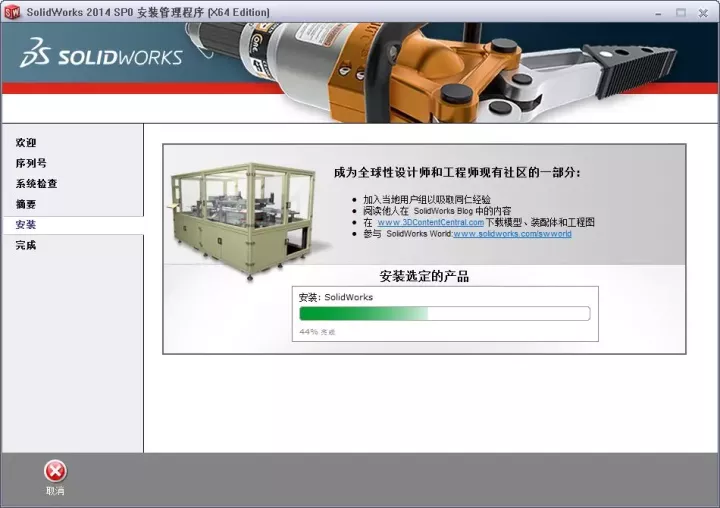 SolidWorks 2014 SP0 安装管理程序 (X64 Edition)
SOLIDWORKS
欢迎
序列号
系统检查
摘要
安装
完成
成为全球性设计师和工程师现有社区的一部分：
• 加入当地用户组以吸取同仁经验
• 阅读他人在 SolidWorks Blog 中的内容
• 在 www.3DContentCentral.com 下载模型、装配体和工程图
• 参与 SolidWorks World:www.solidworks.com/swworld
安装选定的产品
安装: SolidWorks
44% 完成
取消